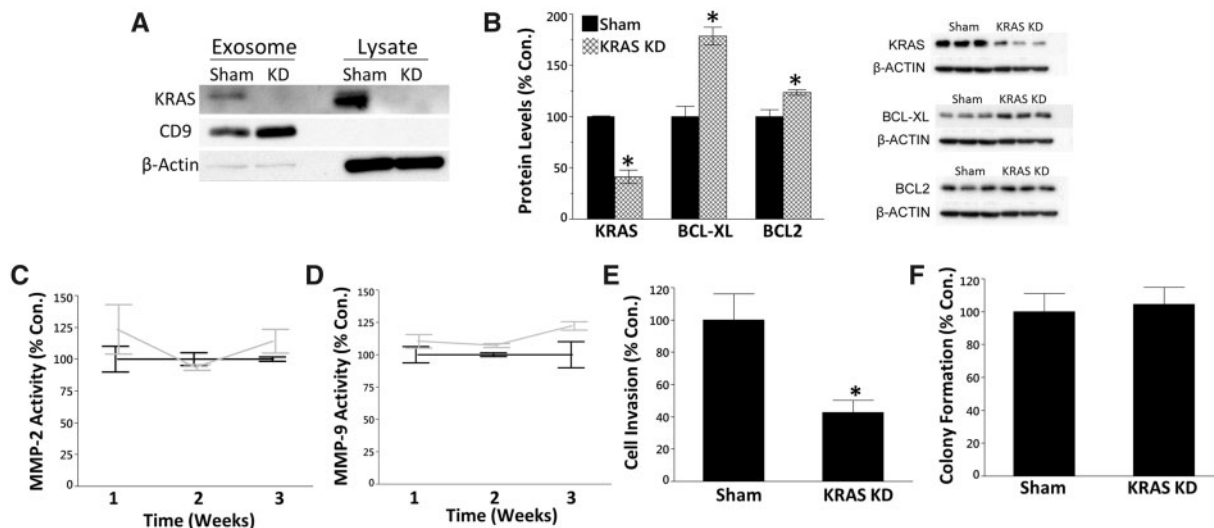 A
Exosome Lysate
Sham KD Sham KD
KRAS
CD9
β-Actin
B
Protein Levels (% Con.)
200
150
100
50
0
Sham
KRAS KD
*
*
*
KRAS BCL-XL BCL2
Sham KRAS KD
KRAS
β-ACTIN
Sham KRAS KD
BCL-XL
β-ACTIN
Sham KRAS KD
BCL2
β-ACTIN
C
MMP-2 Activity (% Con.)
150
125
100
75
50
25
0
1 2 3
Time (Weeks)
D
MMP-9 Activity (% Con.)
150
125
100
75
50
25
0
1 2 3
Time (Weeks)
E
Cell Invasion (% Con.)
120
100
80
60
40
20
0
*
Sham KRAS KD
F
Colony Formation (% Con.)
120
100
80
60
40
20
0
Sham KRAS KD